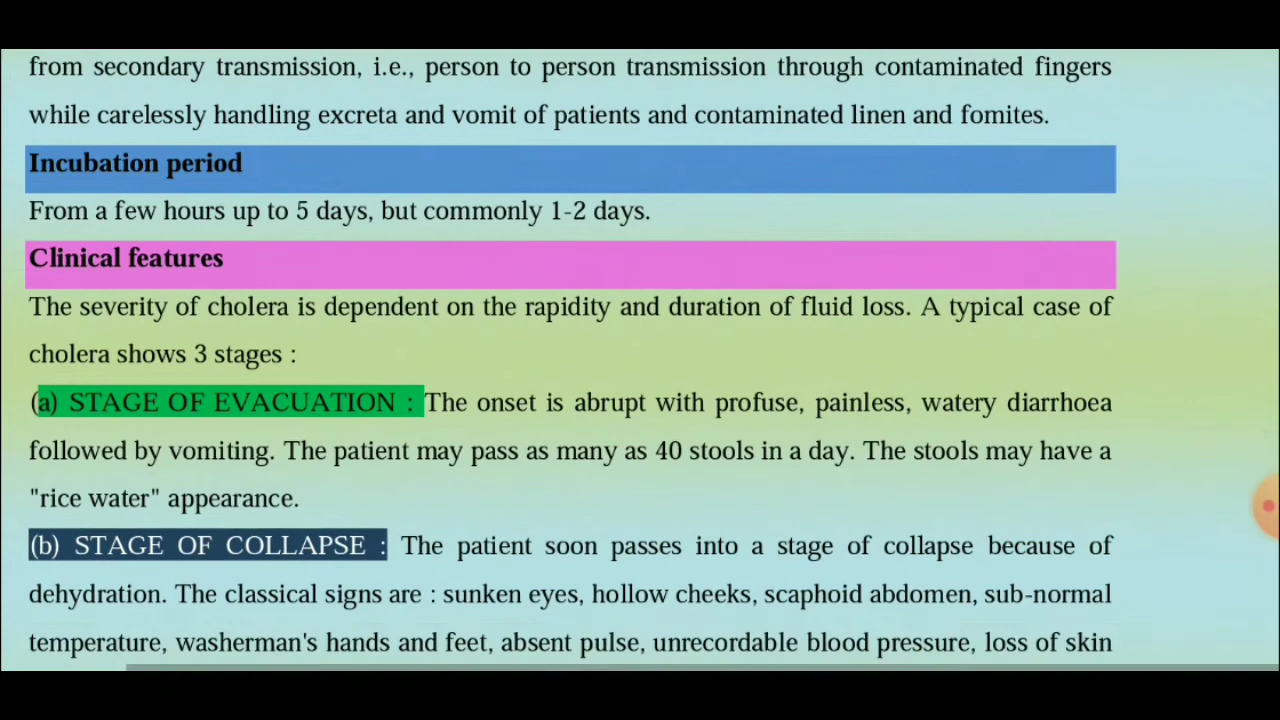 from secondary transmission, i.e., person to person transmission through contaminated fingers
while carelessly handling excreta and vomit of patients and contaminated linen and fomites.
Incubation period
From a few hours up to 5 days, but commonly 1-2 days.
Clinical features
The severity of cholera is dependent on the rapidity and duration of fluid loss. A typical case of
cholera shows 3 stages :
(a) STAGE OF EVACUATION : The onset is abrupt with profuse, painless, watery diarrhoea
followed by vomiting. The patient may pass as many as 40 stools in a day. The stools may have a
"rice water" appearance.
(b) STAGE OF COLLAPSE : The patient soon passes into a stage of collapse because of
dehydration. The classical signs are : sunken eyes, hollow cheeks, scaphoid abdomen, sub-normal
temperature, washerman's hands and feet, absent pulse, unrecordable blood pressure, loss of skin